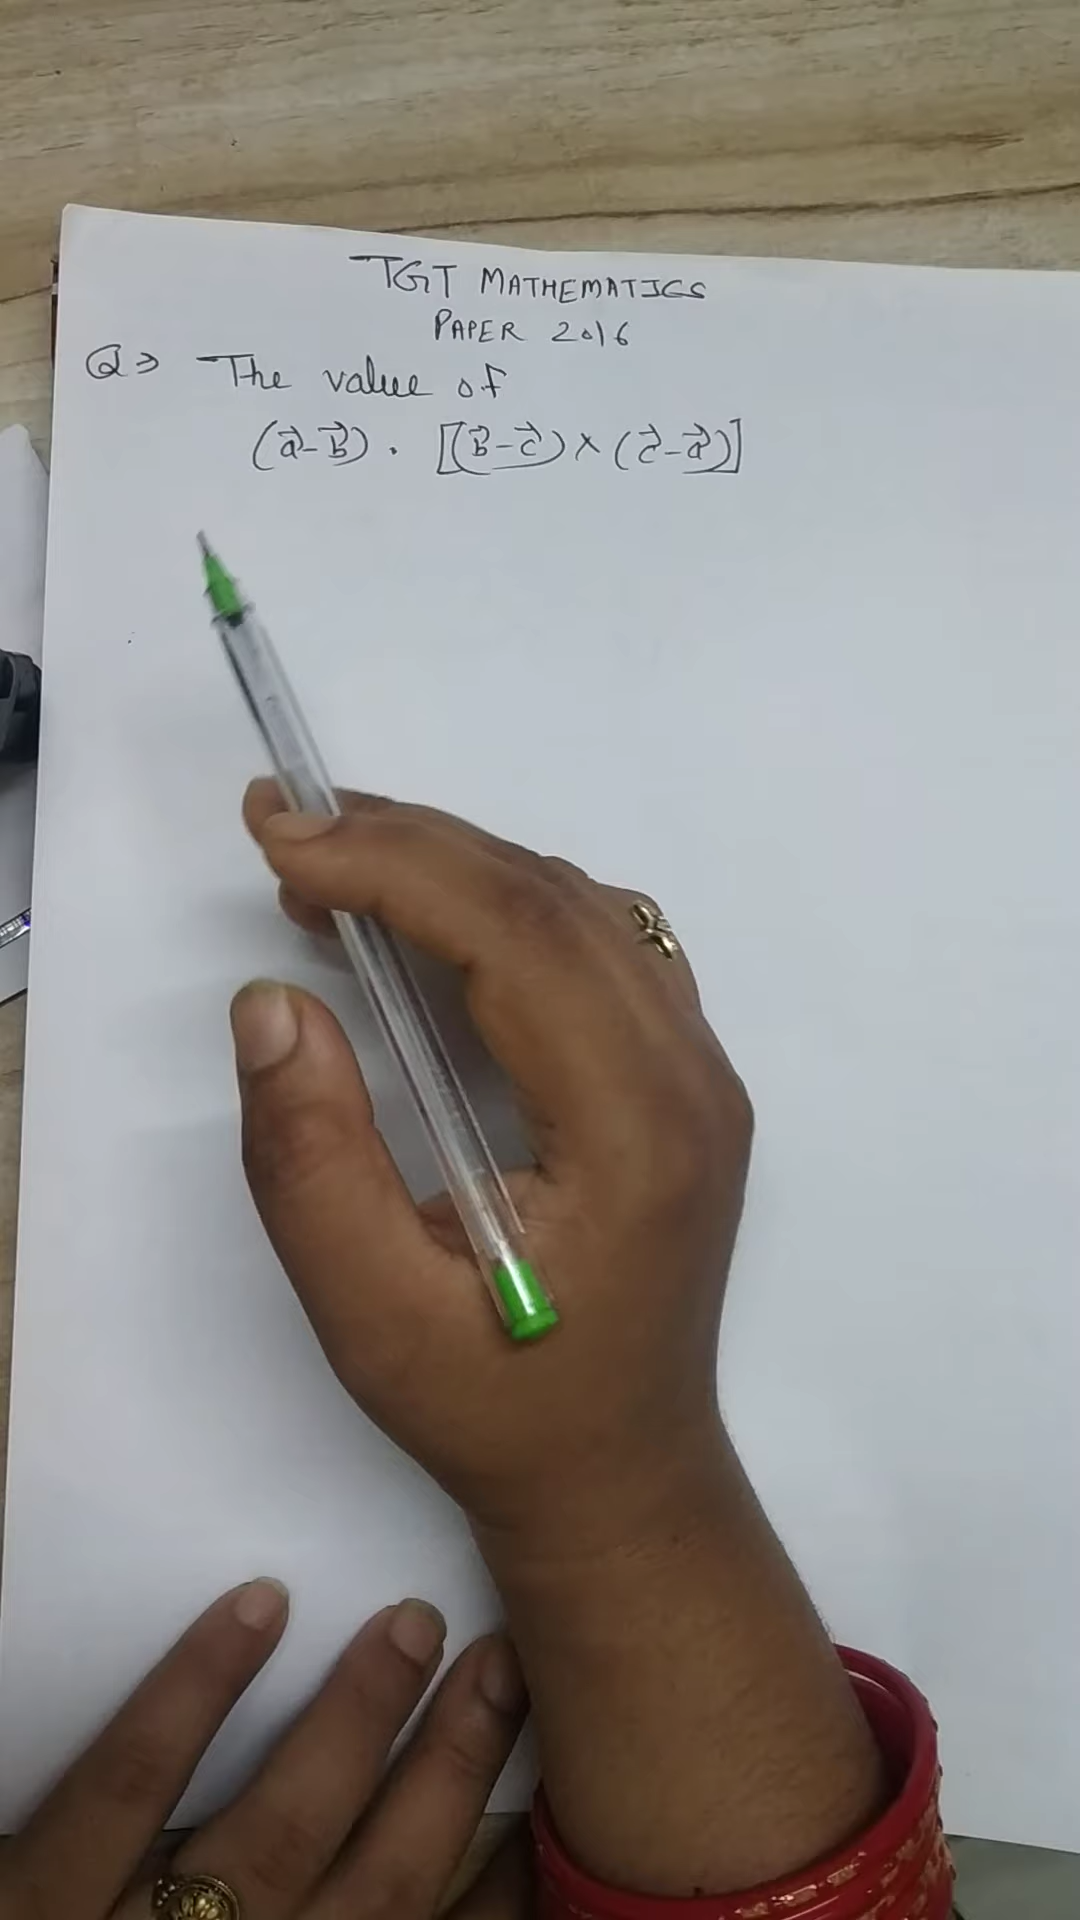 TGT MATHEMATICS
PAPER 2016
Q⇒ The value of
(a⃗-b⃗) . [(b⃗-c⃗)×(c⃗-a⃗)]